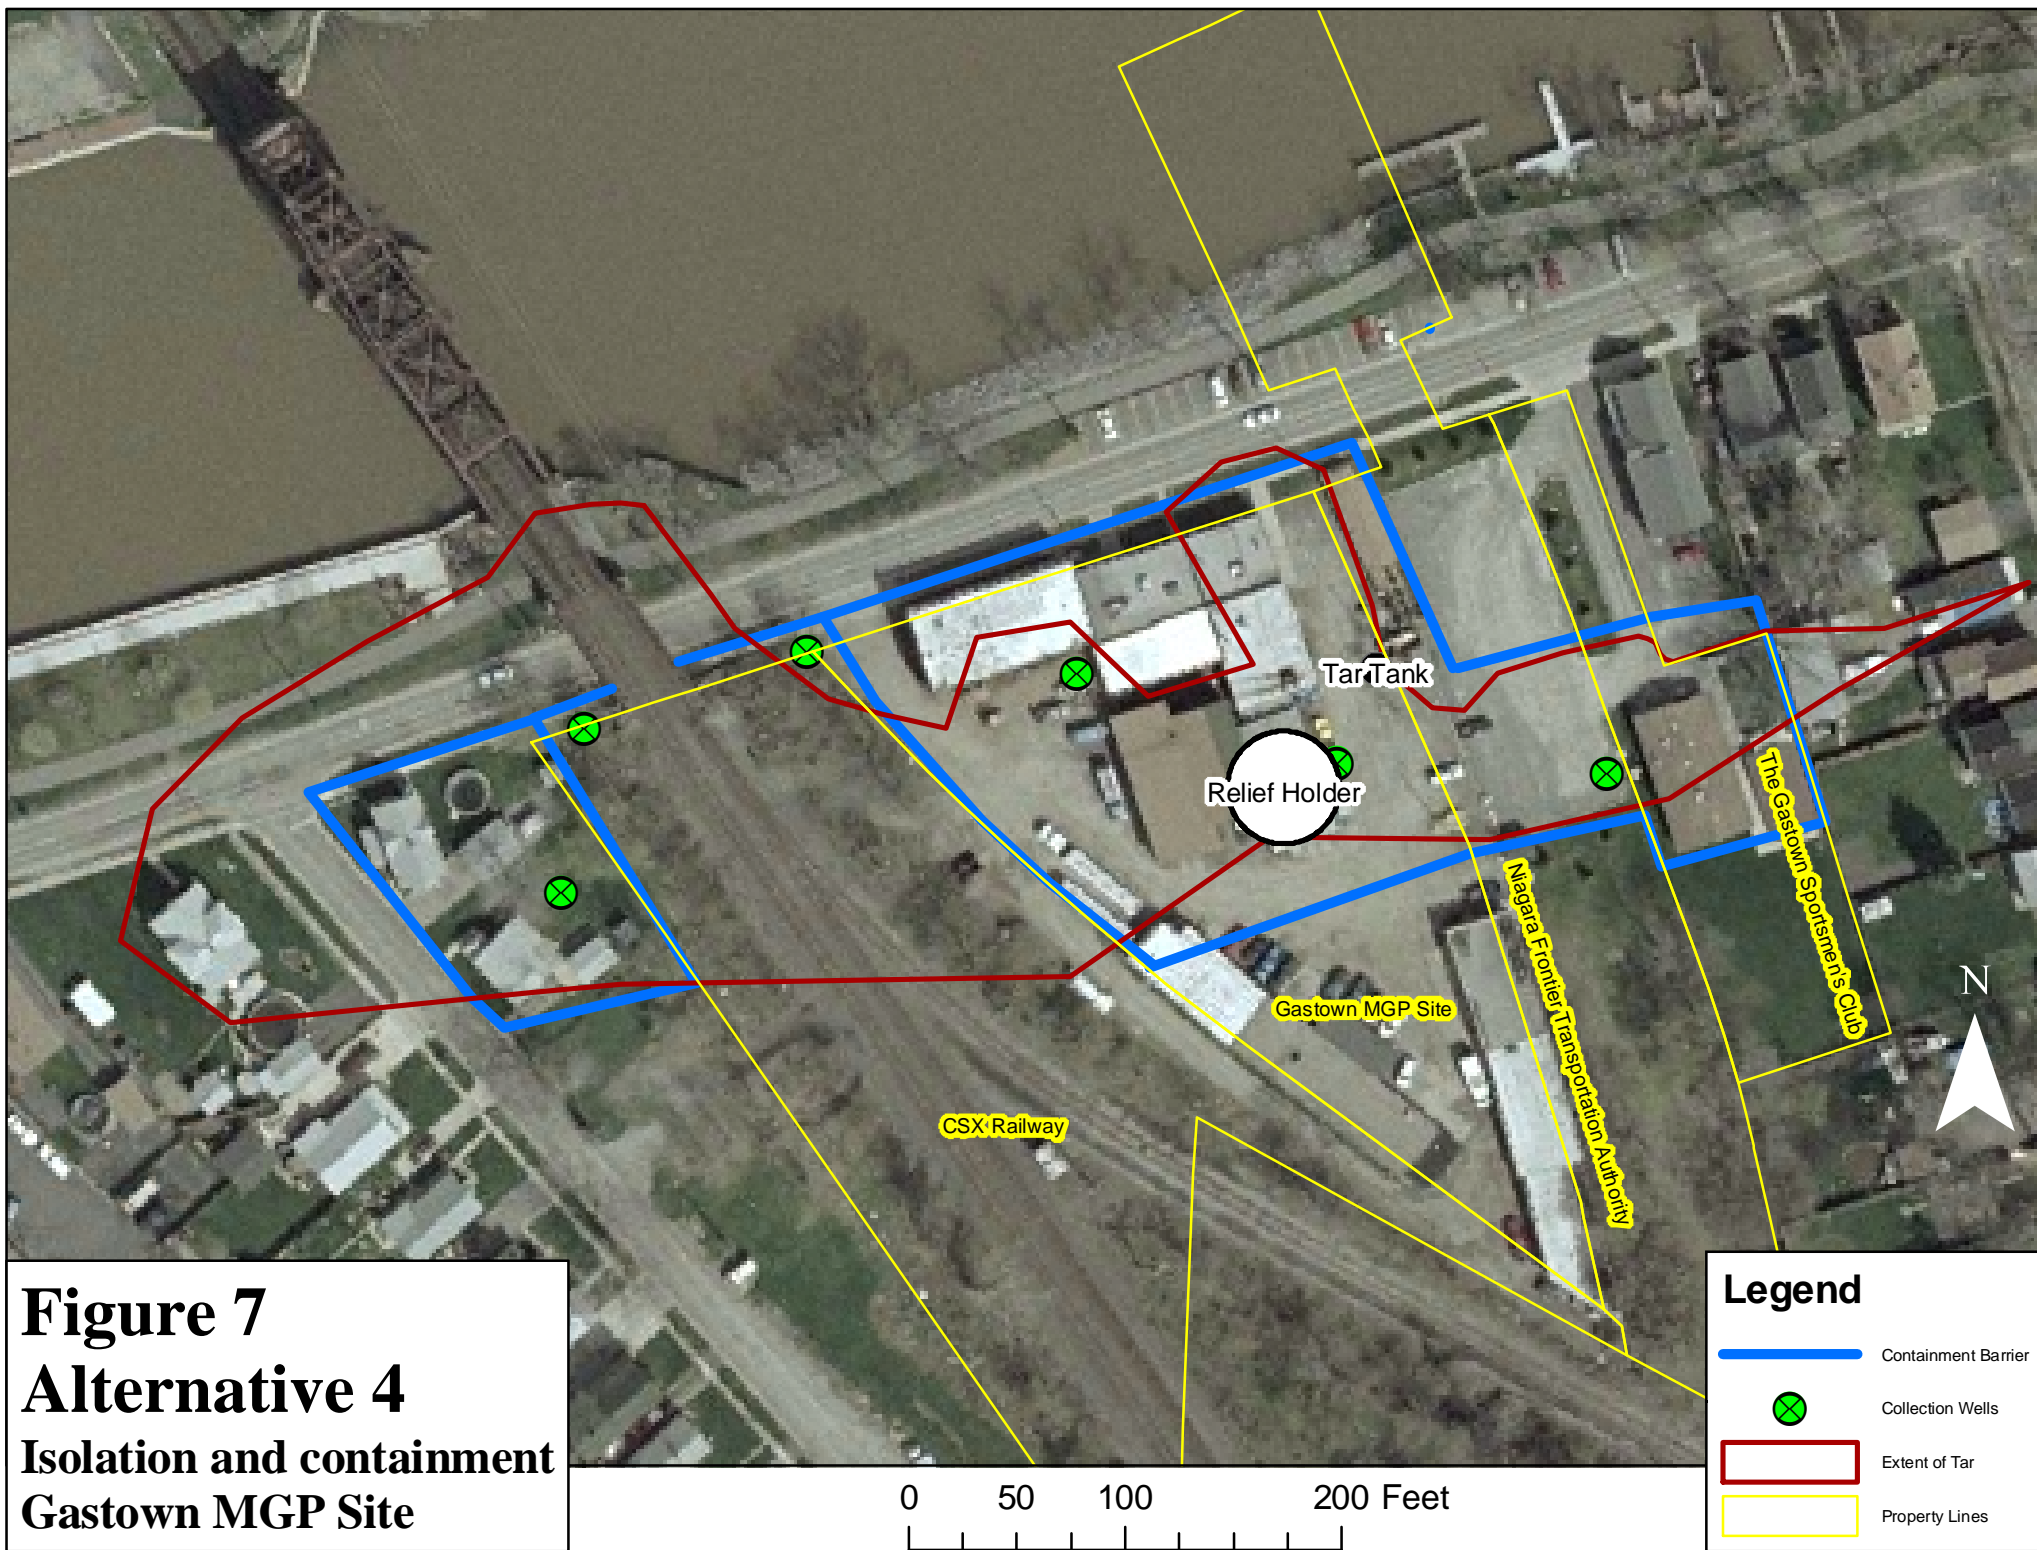 Tar Tank
Relief Holder
The Gastown Sportsmen's Club
Niagara Frontier Transportation Authority
Gastown MGP Site
CSX Railway
N
Figure 7
Alternative 4
Isolation and containment
Gastown MGP Site
0 50 100 200 Feet
Legend
Containment Barrier
Collection Wells
Extent of Tar
Property Lines